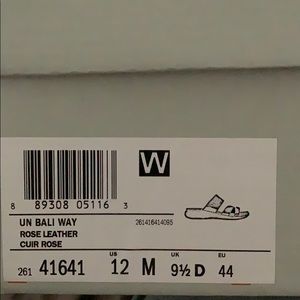 W
8 89308 05116 3
UN BALI WAY
261416414095
ROSE LEATHER
CUIR ROSE
US UK EU
261 41641 12 M 9½ D 44